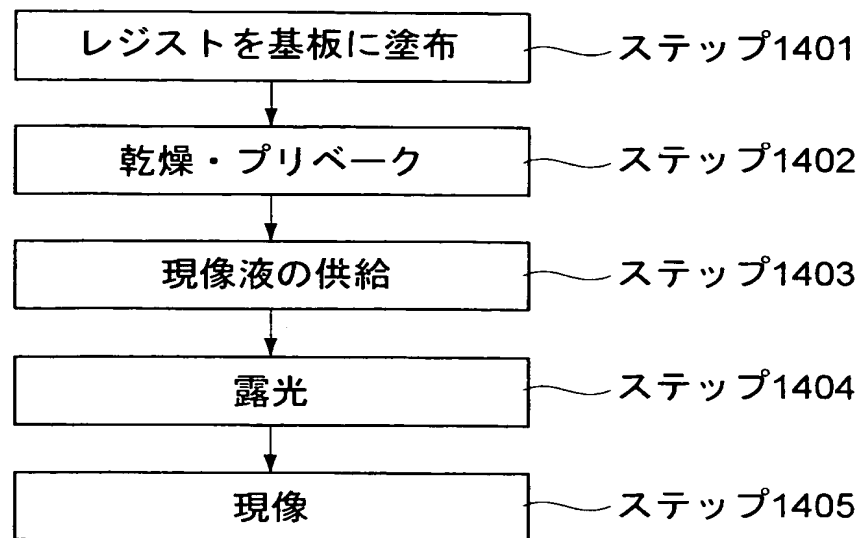 レジストを基板に塗布 ステップ1401
乾燥・プリベーク ステップ1402
現像液の供給 ステップ1403
露光 ステップ1404
現像 ステップ1405